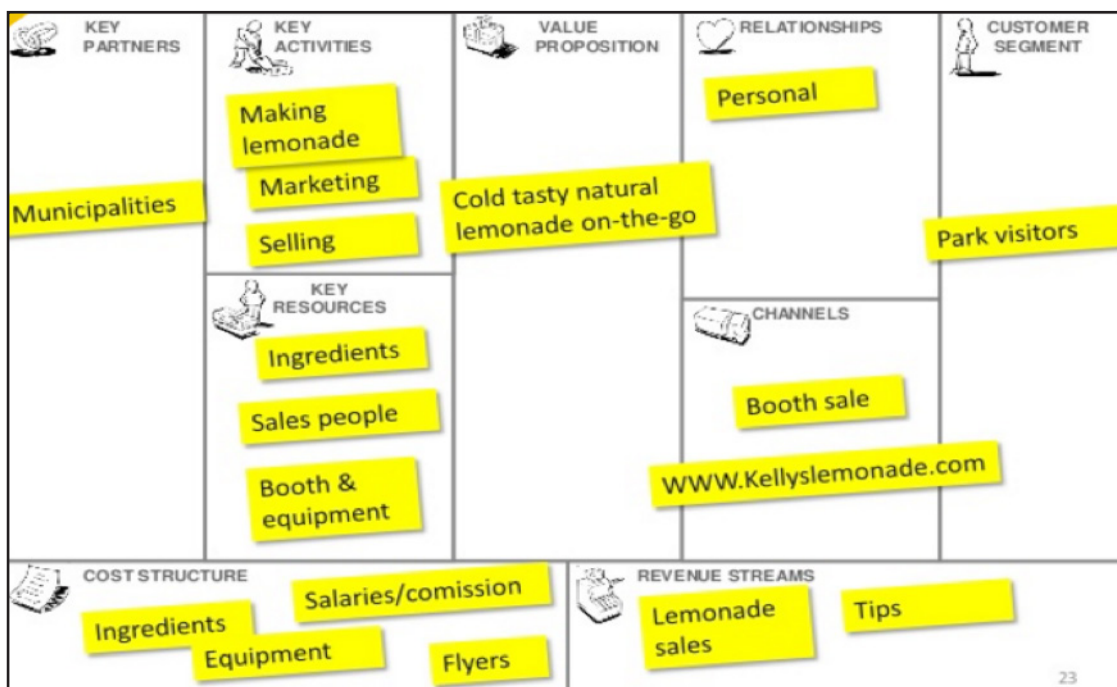 KEY
PARTNERS
Municipalities
KEY
ACTIVITIES
Making
lemonade
Marketing
Selling
KEY
RESOURCES
Ingredients
Sales people
Booth &
equipment
VALUE
PROPOSITION
Cold tasty natural
lemonade on-the-go
RELATIONSHIPS
Personal
CHANNELS
Booth sale
WWW.Kellyslemonade.com
CUSTOMER
SEGMENT
Park visitors
COST STRUCTURE
Salaries/comission
Ingredients
Equipment
Flyers
REVENUE STREAMS
Lemonade
sales
Tips
23